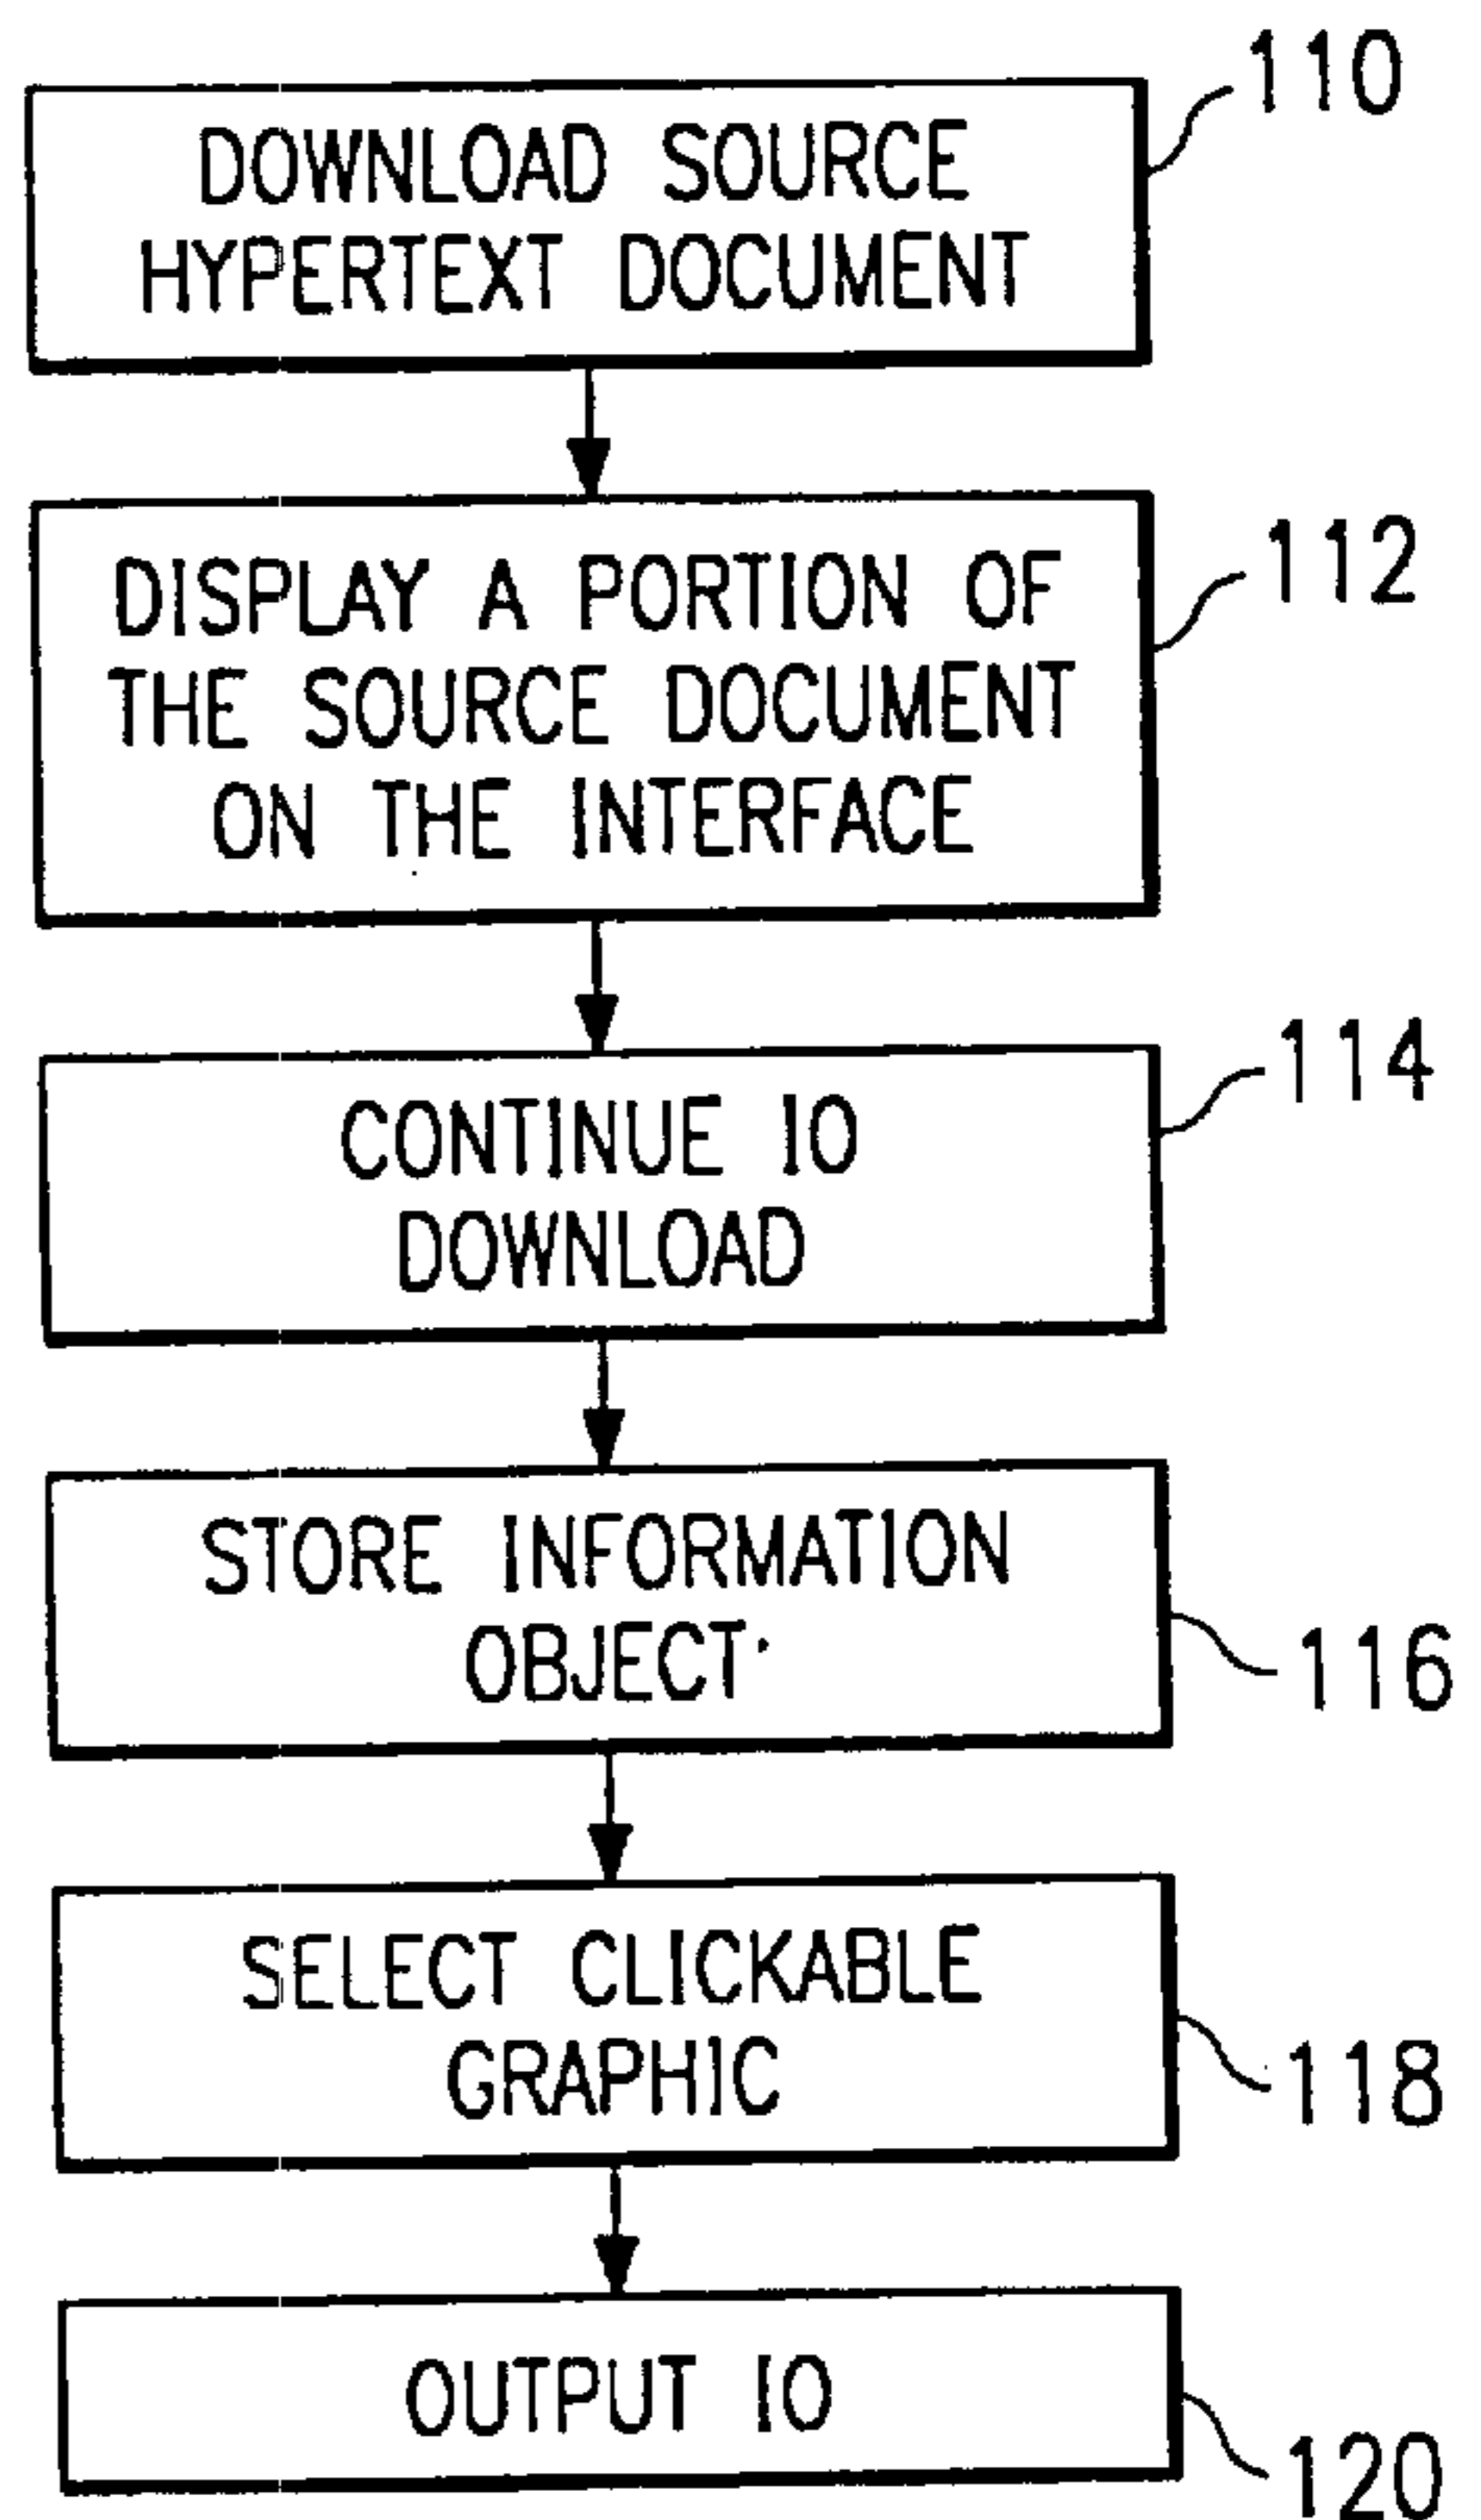 110
DOWNLOAD SOURCE
HYPERTEXT DOCUMENT
112
DISPLAY A PORTION OF
THE SOURCE DOCUMENT
ON THE INTERFACE
114
CONTINUE IO
DOWNLOAD
STORE INFORMATION
OBJECT
116
SELECT CLICKABLE
GRAPHIC
118
OUTPUT IO
120